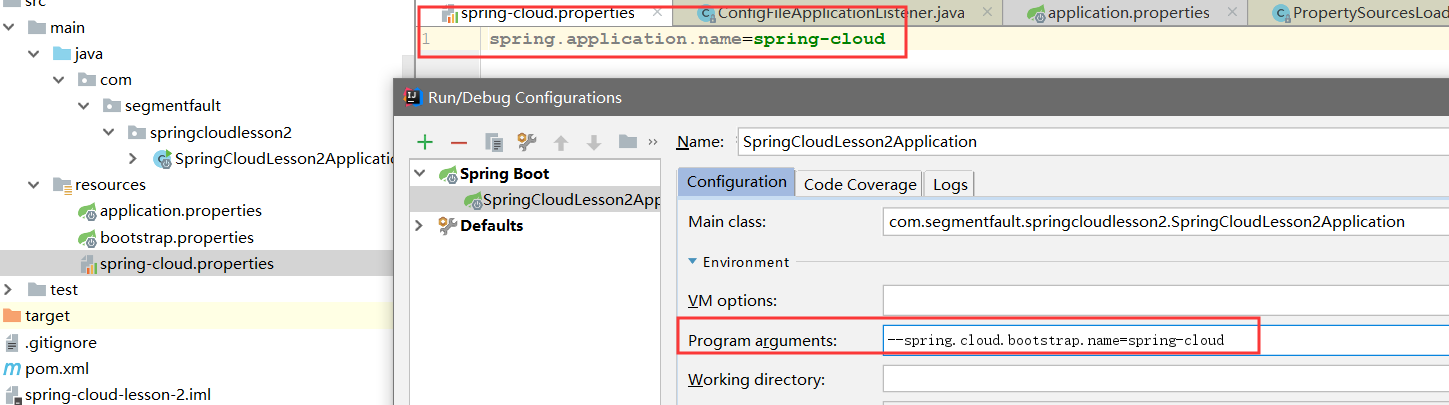 src
main
java
com
segmentfault
springcloudlesson2
SpringCloudLesson2Applicatio
resources
application.properties
bootstrap.properties
spring-cloud.properties
test
target
.gitignore
pom.xml
spring-cloud-lesson-2.iml
spring-cloud.properties
ConfigFileApplicationListener.java
application.properties
PropertySourcesLoad
1 spring.application.name=spring-cloud
Run/Debug Configurations
Name: SpringCloudLesson2Application
Spring Boot
SpringCloudLesson2App
Defaults
Configuration Code Coverage Logs
Main class: com.segmentfault.springcloudlesson2.SpringCloudLesson2Application
Environment
VM options:
Program arguments: --spring.cloud.bootstrap.name=spring-cloud
Working directory: